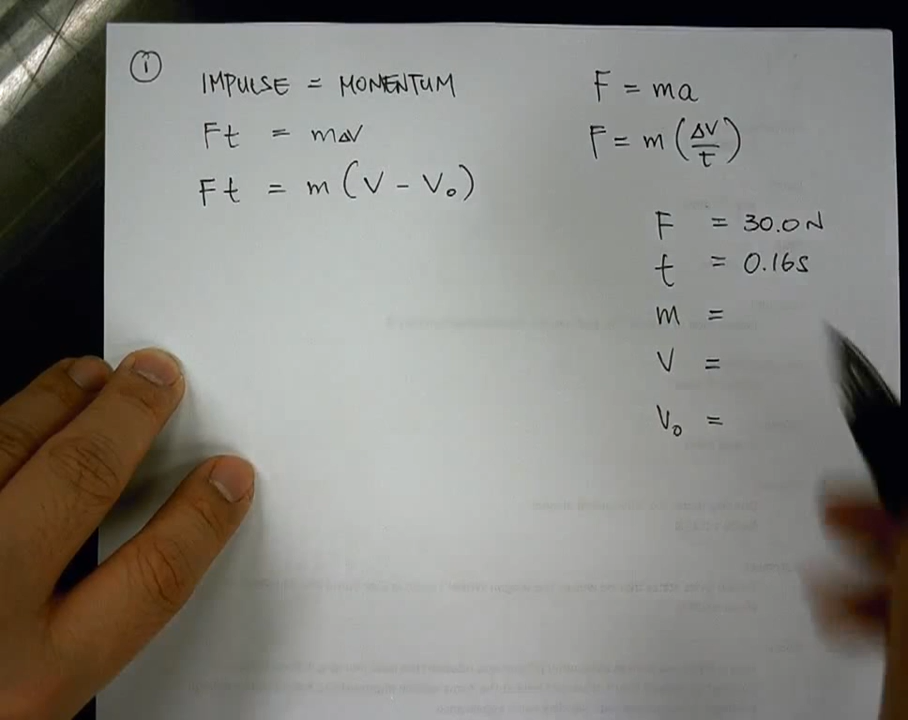 1
IMPULSE = MOMENTUM
Ft = mΔV
Ft = m(V - V₀)
F = ma
F = m(ΔV/t)
F = 30.0N
t = 0.16s
m =
V =
V₀ =